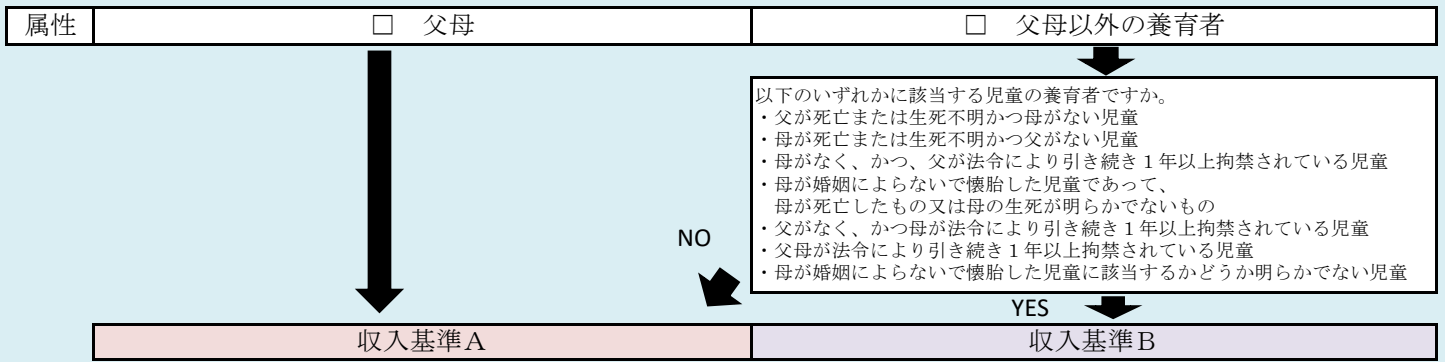 属性 □ 父母 □ 父母以外の養育者
以下のいずれかに該当する児童の養育者ですか。
・父が死亡または生死不明かつ母がない児童
・母が死亡または生死不明かつ父がない児童
・母がなく、かつ、父が法令により引き続き１年以上拘禁されている児童
・母が婚姻によらないで懐胎した児童であって、
母が死亡したもの又は母の生死が明らかでないもの
・父がなく、かつ母が法令により引き続き１年以上拘禁されている児童
・父母が法令により引き続き１年以上拘禁されている児童
・母が婚姻によらないで懐胎した児童に該当するかどうか明らかでない児童
NO
YES
収入基準Ａ 収入基準Ｂ